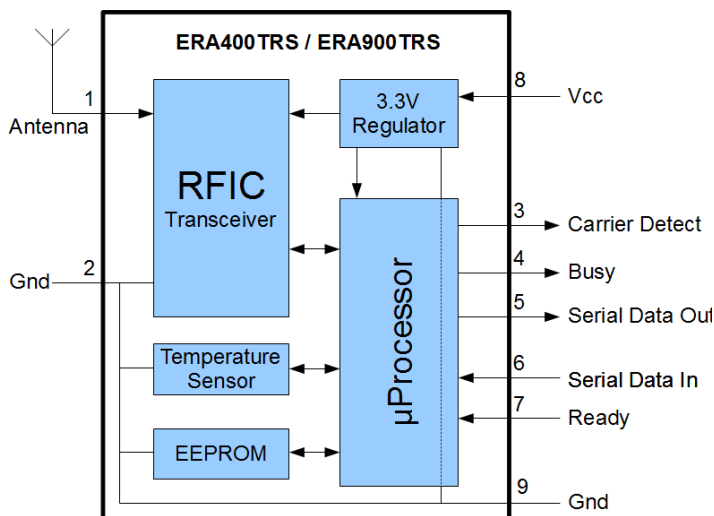 ERA400TRS / ERA900TRS
1
Antenna
RFIC
Transceiver
3.3V
Regulator
8
Vcc
3
Carrier Detect
4
Busy
5
Serial Data Out
6
Serial Data In
7
Ready
2
Gnd
Temperature
Sensor
µProcessor
EEPROM
9
Gnd